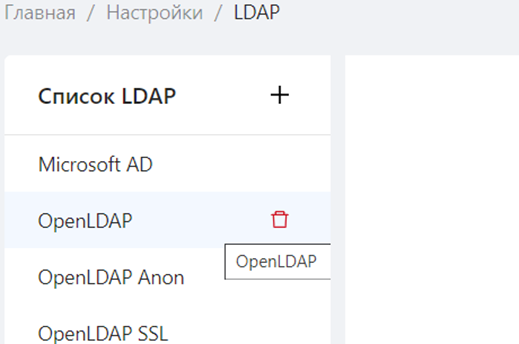 Главная / Настройки / LDAP
Список LDAP +
Microsoft AD
OpenLDAP
OpenLDAP
OpenLDAP Anon
OpenLDAP SSL